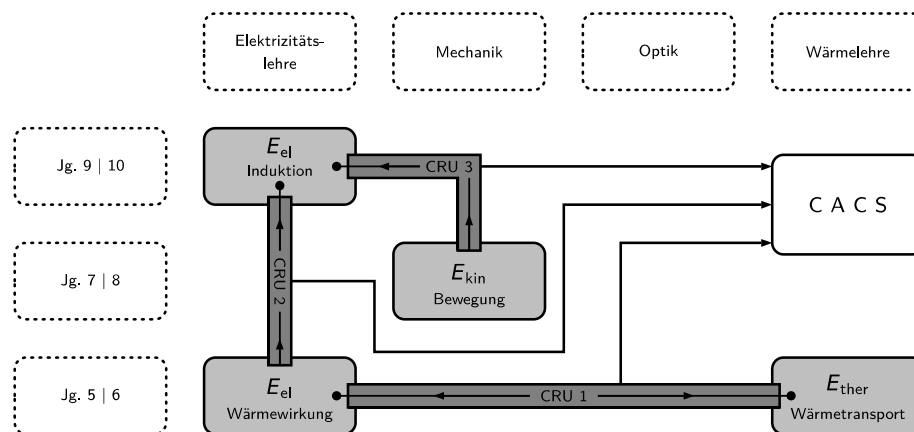 Elektrizitäts-
lehre
Mechanik
Optik
Wärmelehre
Jg. 9 | 10
E_el
Induktion
CRU 3
C A C S
Jg. 7 | 8
CRU 2
E_kin
Bewegung
Jg. 5 | 6
E_el
Wärmewirkung
CRU 1
E_ther
Wärmetransport